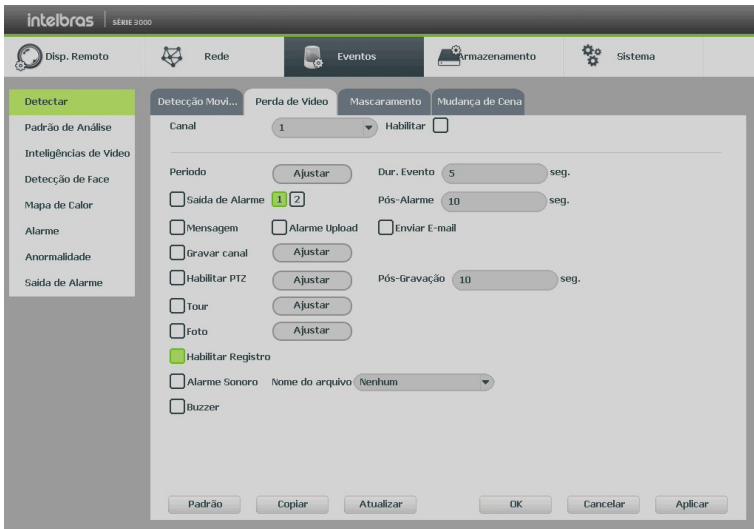 intelbras SÉRIE 3000
Disp. Remoto Rede Eventos Armazenamento Sistema
Detectar
Padrão de Análise
Inteligências de Vídeo
Detecção de Face
Mapa de Calor
Alarme
Anormalidade
Saída de Alarme
Detecção Movi... Perda de Vídeo Mascaramento Mudança de Cena
Canal 1 Habilitar
Período Ajustar Dur. Evento 5 seg.
Saída de Alarme 1 2 Pós-Alarme 10 seg.
Mensagem Alarme Upload Enviar E-mail
Gravar canal Ajustar
Habilitar PTZ Ajustar Pós-Gravação 10 seg.
Tour Ajustar
Foto Ajustar
Habilitar Registro
Alarme Sonoro Nome do arquivo Nenhum
Buzzer
Padrão Copiar Atualizar OK Cancelar Aplicar